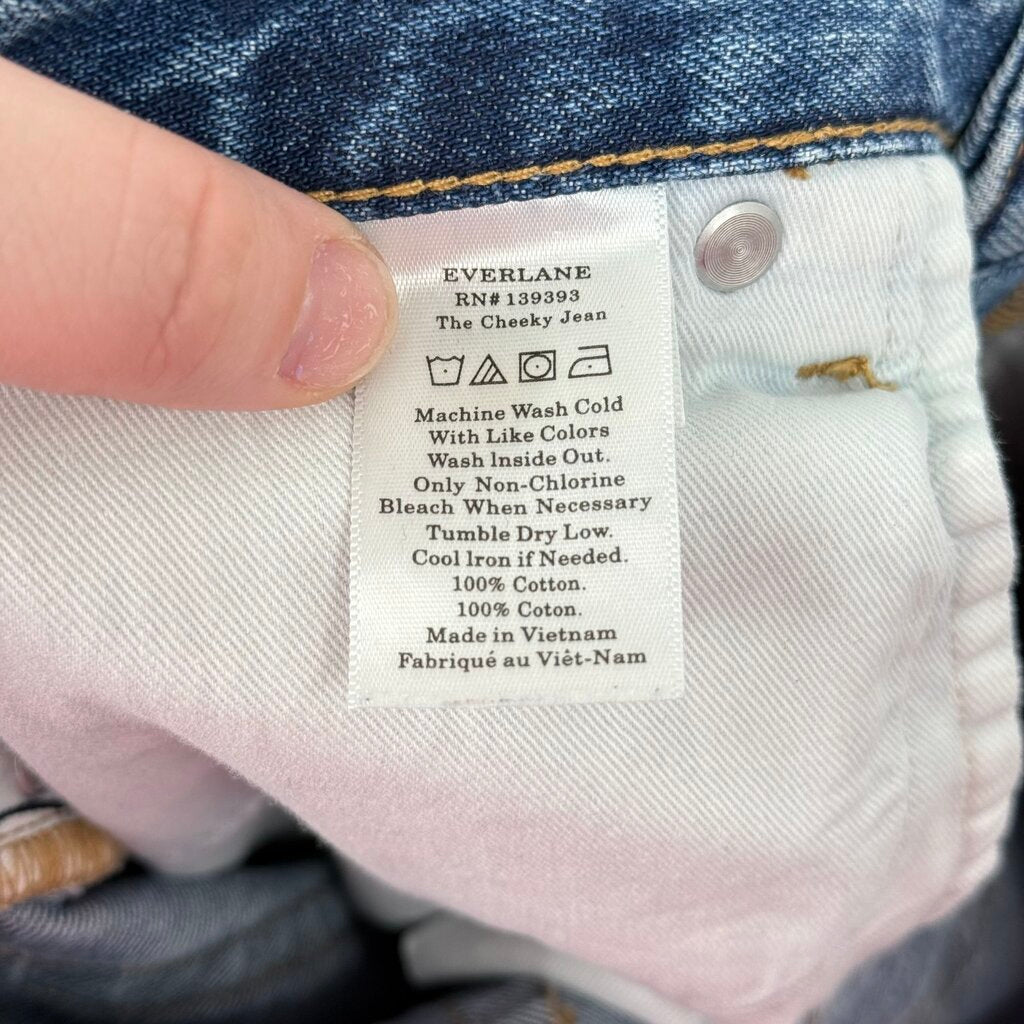 EVERLANE
RN# 139393
The Cheeky Jean
Machine Wash Cold
With Like Colors
Wash Inside Out.
Only Non-Chlorine
Bleach When Necessary
Tumble Dry Low.
Cool Iron if Needed.
100% Cotton.
100% Coton.
Made in Vietnam
Fabriqué au Viêt-Nam